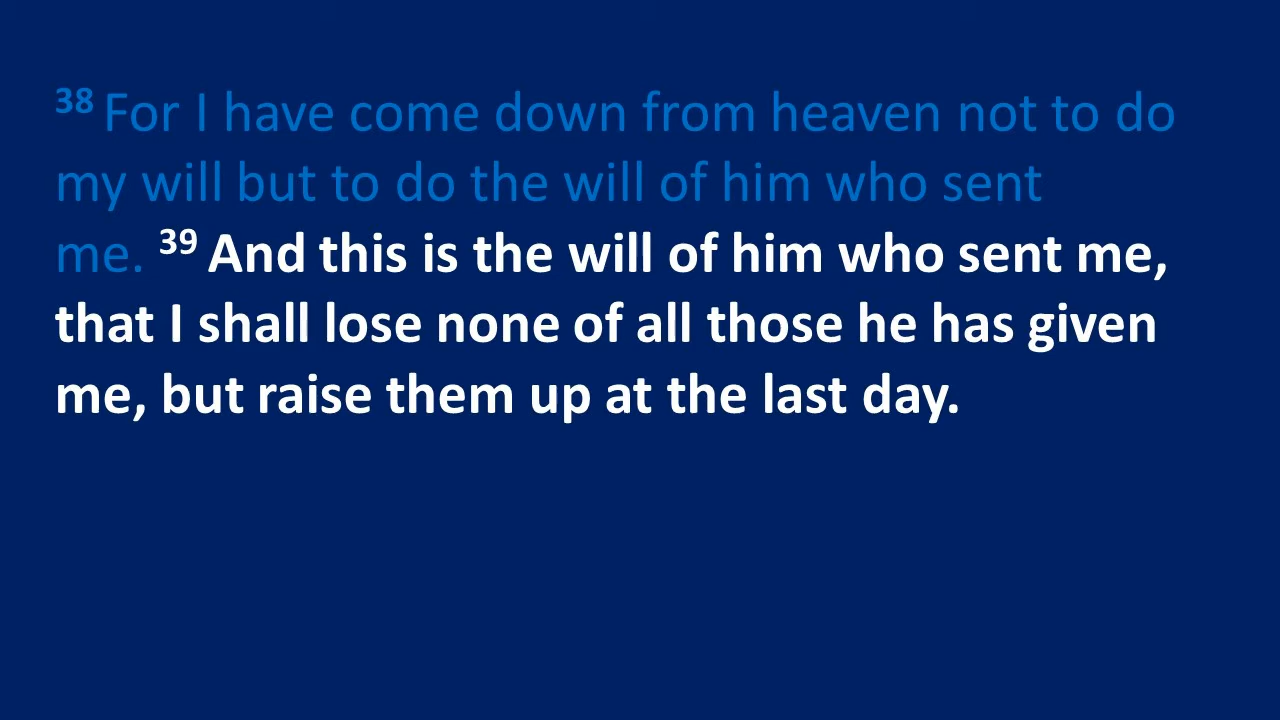 38 For I have come down from heaven not to do
my will but to do the will of him who sent
me. 39 And this is the will of him who sent me,
that I shall lose none of all those he has given
me, but raise them up at the last day.